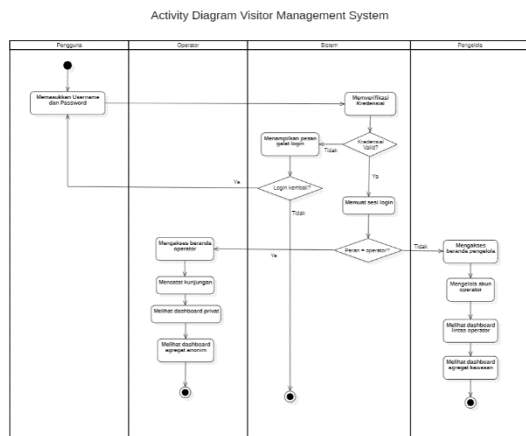 Activity Diagram Visitor Management System
Pengguna
Operator
Sistem
Pengelola
Memasukkan Username
dan Password
Memverifikasi
Kredensial
Menampilkan pesan
galat login
Kredensial
Valid?
Tidak
Ya
Login kembali?
Ya
Tidak
Memuat sesi login
Mengakses beranda
operator
Peran = operator?
Ya
Tidak
Mengakses
beranda pengelola
Mencatat kunjungan
Mengelola akun
operator
Melihat dashboard privat
Melihat dashboard
lintas operator
Melihat dashboard
agregat anonim
Melihat dashboard
agregat kawasan